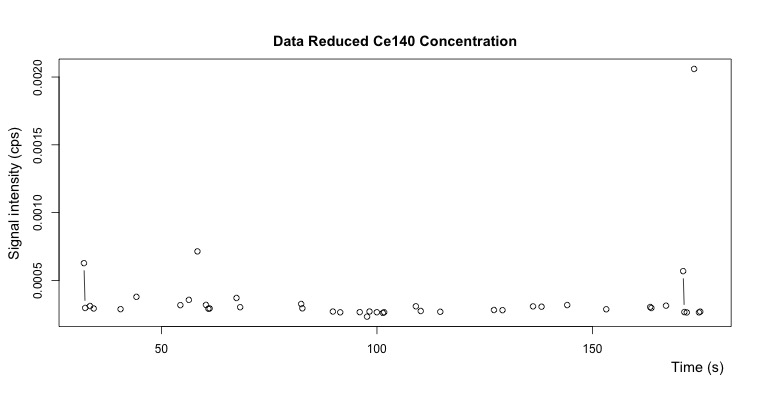 Data Reduced Ce140 Concentration
Signal intensity (cps)
0.0020
0.0015
0.0010
0.0005
50
100
150
Time (s)